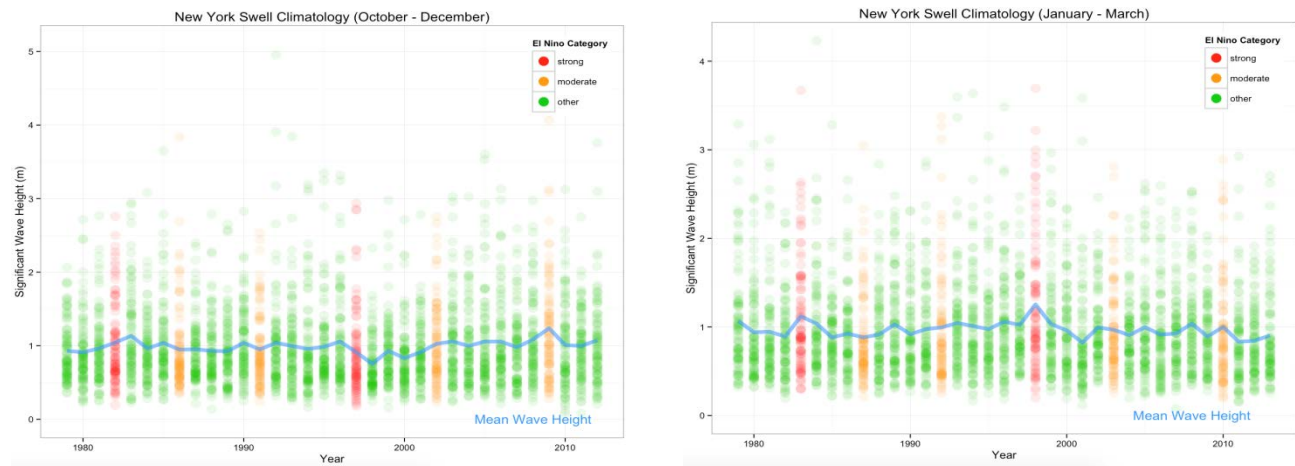 New York Swell Climatology (October - December)
El Nino Category
strong
moderate
other
5
4
3
2
1
0
Significant Wave Height (m)
Mean Wave Height
1980
1990
2000
2010
Year
New York Swell Climatology (January - March)
El Nino Category
strong
moderate
other
4
3
2
1
0
Significant Wave Height (m)
Mean Wave Height
1980
1990
2000
2010
Year